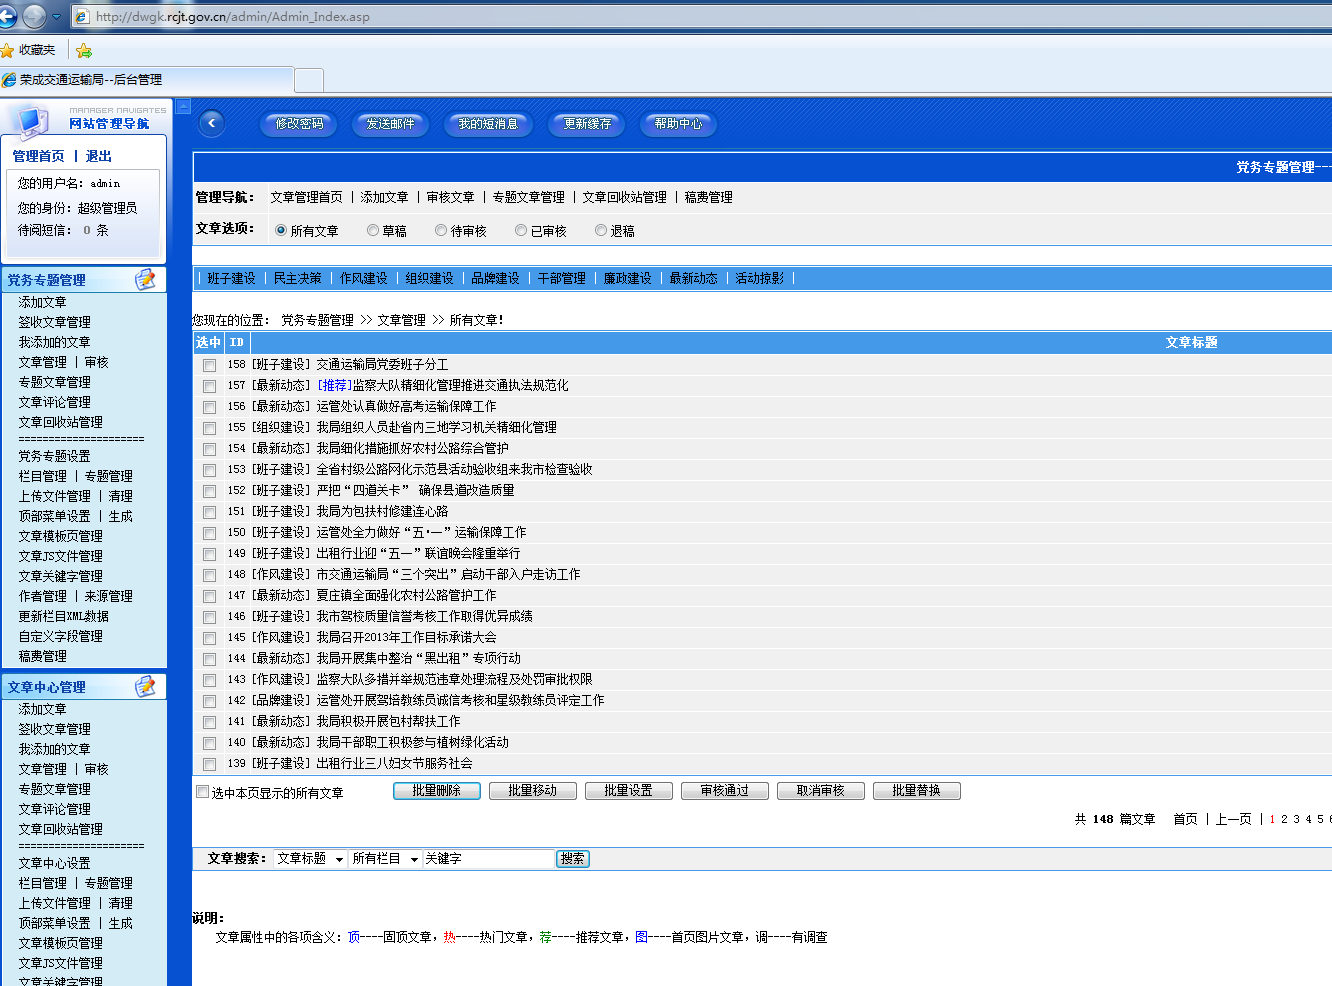 http://dwgk.rcjt.gov.cn/admin/Admin_Index.asp
收藏夹
荣成交通运输局--后台管理
MANAGER NAVIGATES
网站管理导航
管理首页 | 退出
您的用户名: admin
您的身份: 超级管理员
待阅短信: 0 条
党务专题管理
添加文章
签收文章管理
我添加的文章
文章管理 | 审核
专题文章管理
文章评论管理
文章回收站管理
=====================
党务专题设置
栏目管理 | 专题管理
上传文件管理 | 清理
顶部菜单设置 | 生成
文章模板页管理
文章JS文件管理
文章关键字管理
作者管理 | 来源管理
更新栏目XML数据
自定义字段管理
稿费管理
文章中心管理
添加文章
签收文章管理
我添加的文章
文章管理 | 审核
专题文章管理
文章评论管理
文章回收站管理
=====================
文章中心设置
栏目管理 | 专题管理
上传文件管理 | 清理
顶部菜单设置 | 生成
文章模板页管理
文章JS文件管理
文章关键字管理
修改密码 发送邮件 我的短消息 更新缓存 帮助中心
党务专题管理---
管理导航: 文章管理首页 | 添加文章 | 审核文章 | 专题文章管理 | 文章回收站管理 | 稿费管理
文章选项: 所有文章 草稿 待审核 已审核 退稿
| 班子建设 | 民主决策 | 作风建设 | 组织建设 | 品牌建设 | 干部管理 | 廉政建设 | 最新动态 | 活动掠影 |
您现在的位置: 党务专题管理 >> 文章管理 >> 所有文章!
选中 ID 文章标题
158 [班子建设] 交通运输局党委班子分工
157 [最新动态] [推荐]监察大队精细化管理推进交通执法规范化
156 [最新动态] 运管处认真做好高考运输保障工作
155 [组织建设] 我局组织人员赴省内三地学习机关精细化管理
154 [最新动态] 我局细化措施抓好农村公路综合管护
153 [班子建设] 全省村级公路网化示范县活动验收组来我市检查验收
152 [班子建设] 严把“四道关卡” 确保县道改造质量
151 [班子建设] 我局为包扶村修建连心路
150 [班子建设] 运管处全力做好“五·一”运输保障工作
149 [班子建设] 出租行业迎“五一”联谊晚会隆重举行
148 [作风建设] 市交通运输局“三个突出”启动干部入户走访工作
147 [最新动态] 夏庄镇全面强化农村公路管护工作
146 [班子建设] 我市驾校质量信誉考核工作取得优异成绩
145 [作风建设] 我局召开2013年工作目标承诺大会
144 [最新动态] 我局开展集中整治“黑出租”专项行动
143 [作风建设] 监察大队多措并举规范违章处理流程及处罚审批权限
142 [品牌建设] 运管处开展驾培教练员诚信考核和星级教练员评定工作
141 [最新动态] 我局积极开展包村帮扶工作
140 [最新动态] 我局干部职工积极参与植树绿化活动
139 [班子建设] 出租行业三八妇女节服务社会
选中本页显示的所有文章 批量删除 批量移动 批量设置 审核通过 取消审核 批量替换
共 148 篇文章 首页 | 上一页 | 1 2 3 4 5 6
文章搜索: 文章标题 所有栏目 关键字 搜索
说明:
文章属性中的各项含义: 顶----固顶文章, 热----热门文章, 荐----推荐文章, 图----首页图片文章, 调----有调查